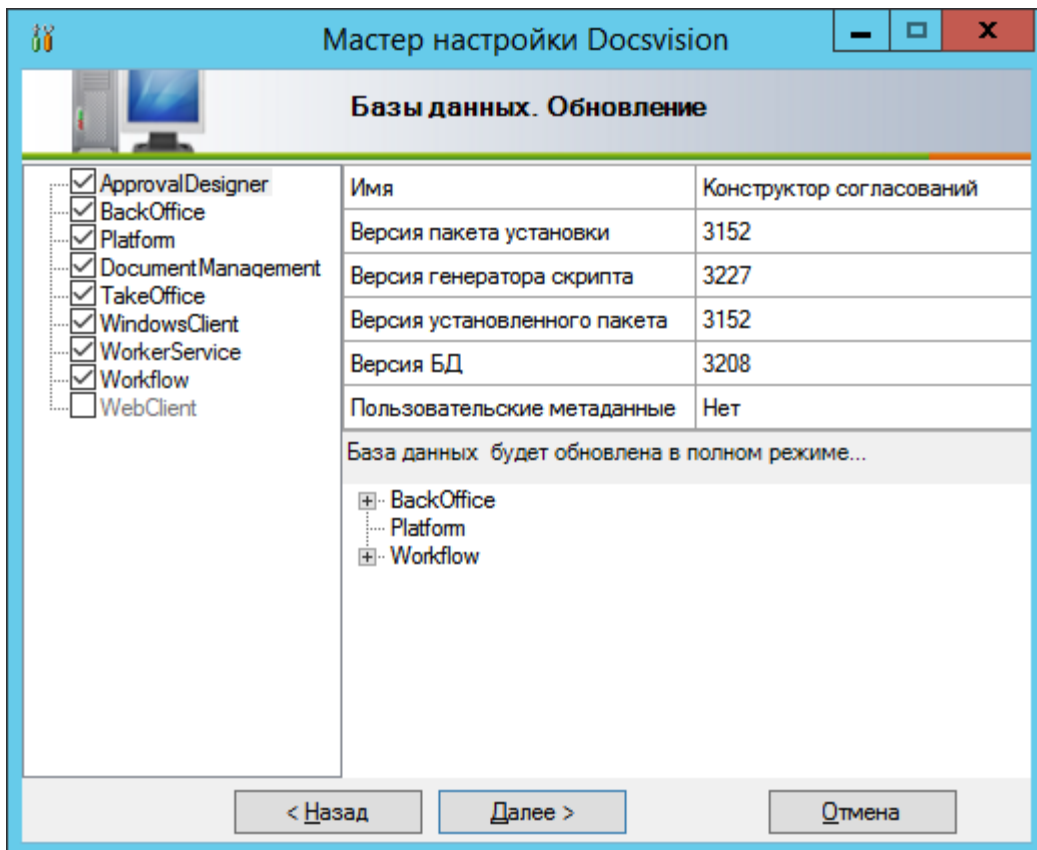 Мастер настройки Docsvision
Базы данных. Обновление
ApprovalDesigner
BackOffice
Platform
DocumentManagement
TakeOffice
WindowsClient
WorkerService
Workflow
WebClient
Имя Конструктор согласований
Версия пакета установки 3152
Версия генератора скрипта 3227
Версия установленного пакета 3152
Версия БД 3208
Пользовательские метаданные Нет
База данных будет обновлена в полном режиме...
BackOffice
Platform
Workflow
< Назад Далее > Отмена